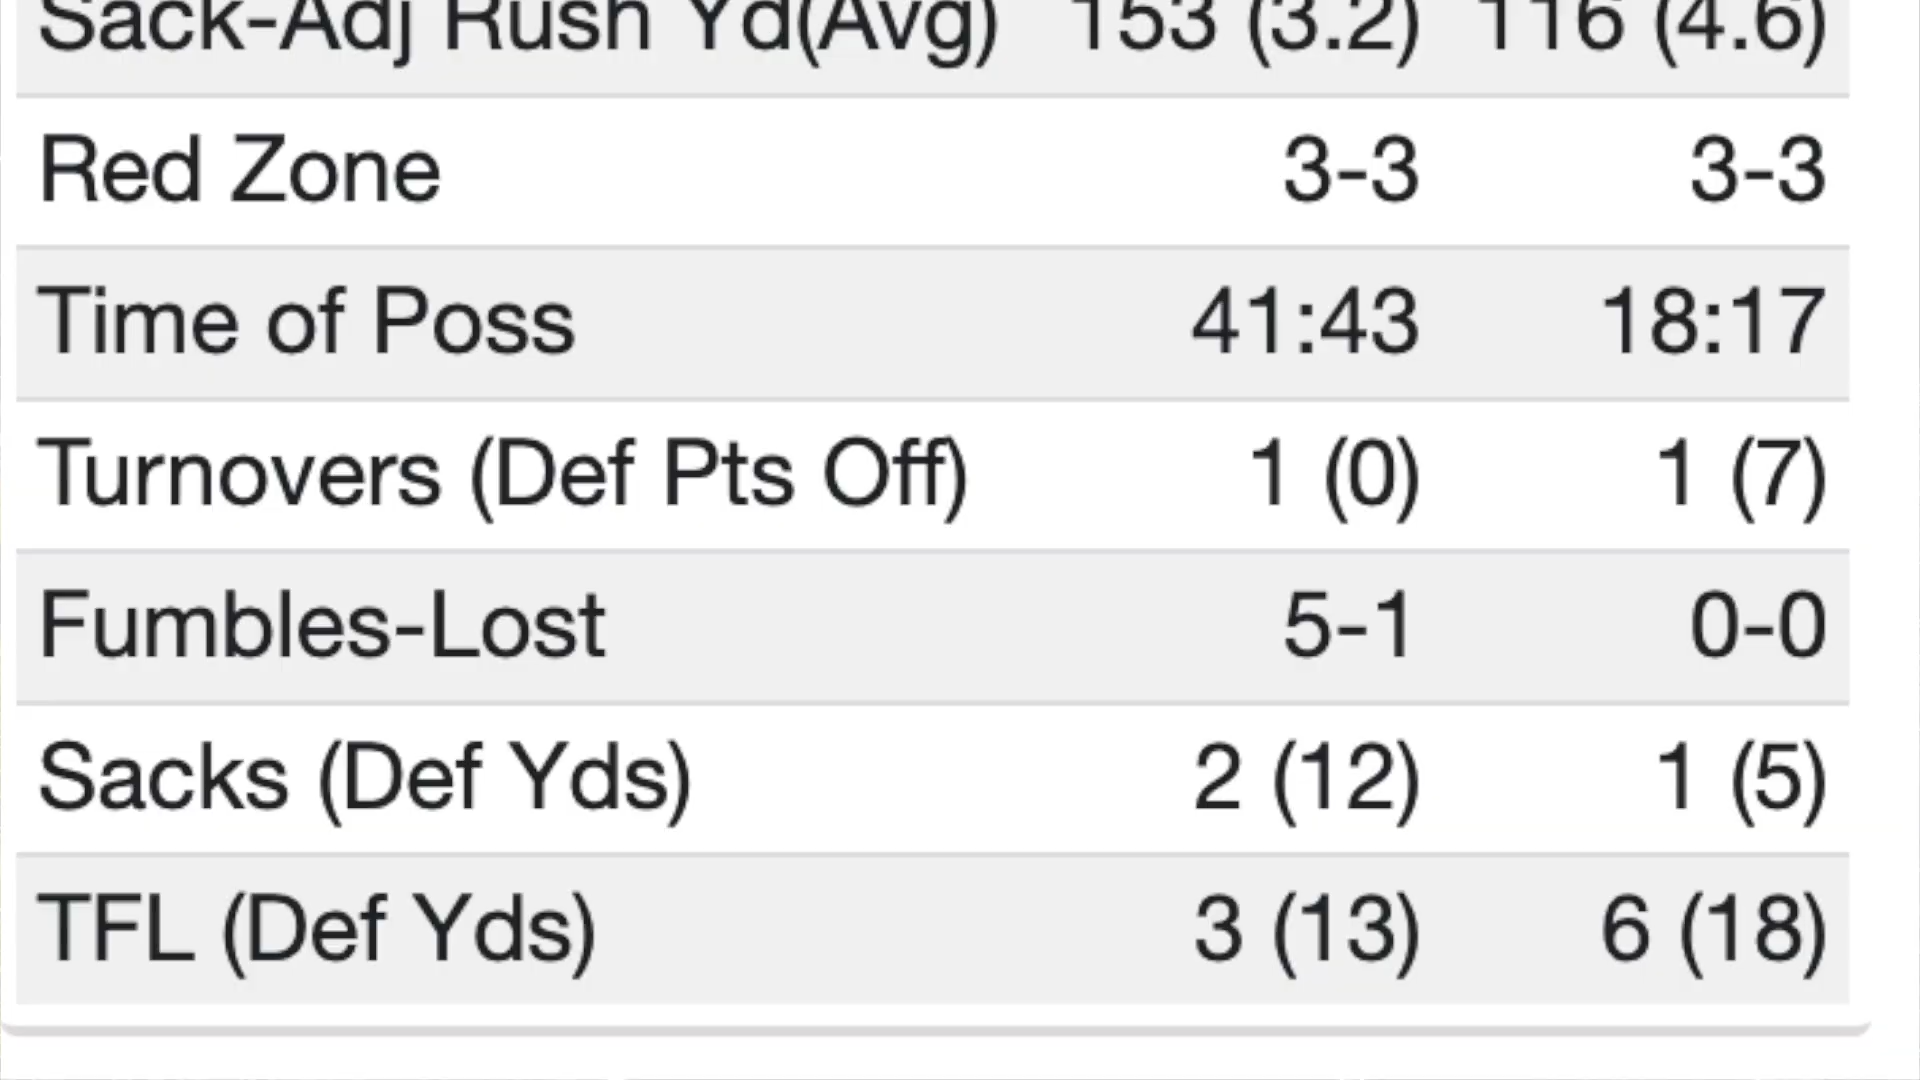 Sack-Adj Rush Yd(Avg) 153 (3.2) 116 (4.6)
Red Zone 3-3 3-3
Time of Poss 41:43 18:17
Turnovers (Def Pts Off) 1 (0) 1 (7)
Fumbles-Lost 5-1 0-0
Sacks (Def Yds) 2 (12) 1 (5)
TFL (Def Yds) 3 (13) 6 (18)